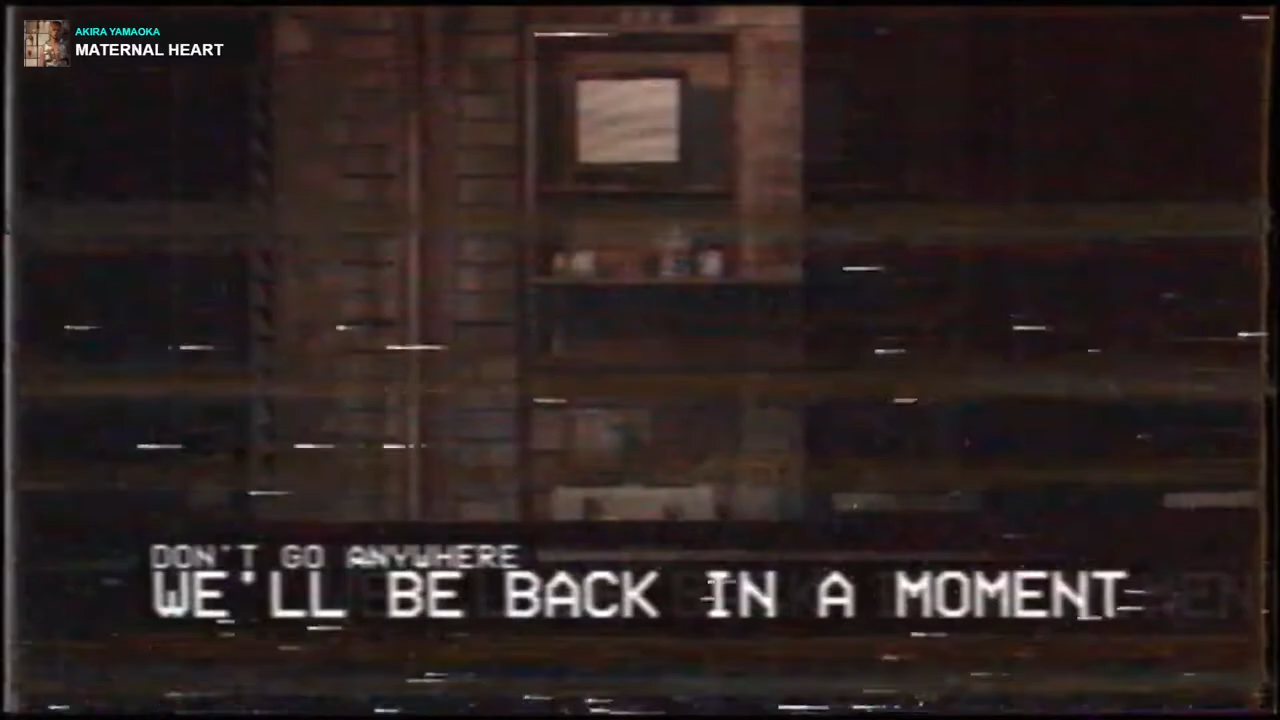 AKIRA YAMAOKA
MATERNAL HEART
DON'T GO ANYWHERE
WE'LL BE BACK IN A MOMENT